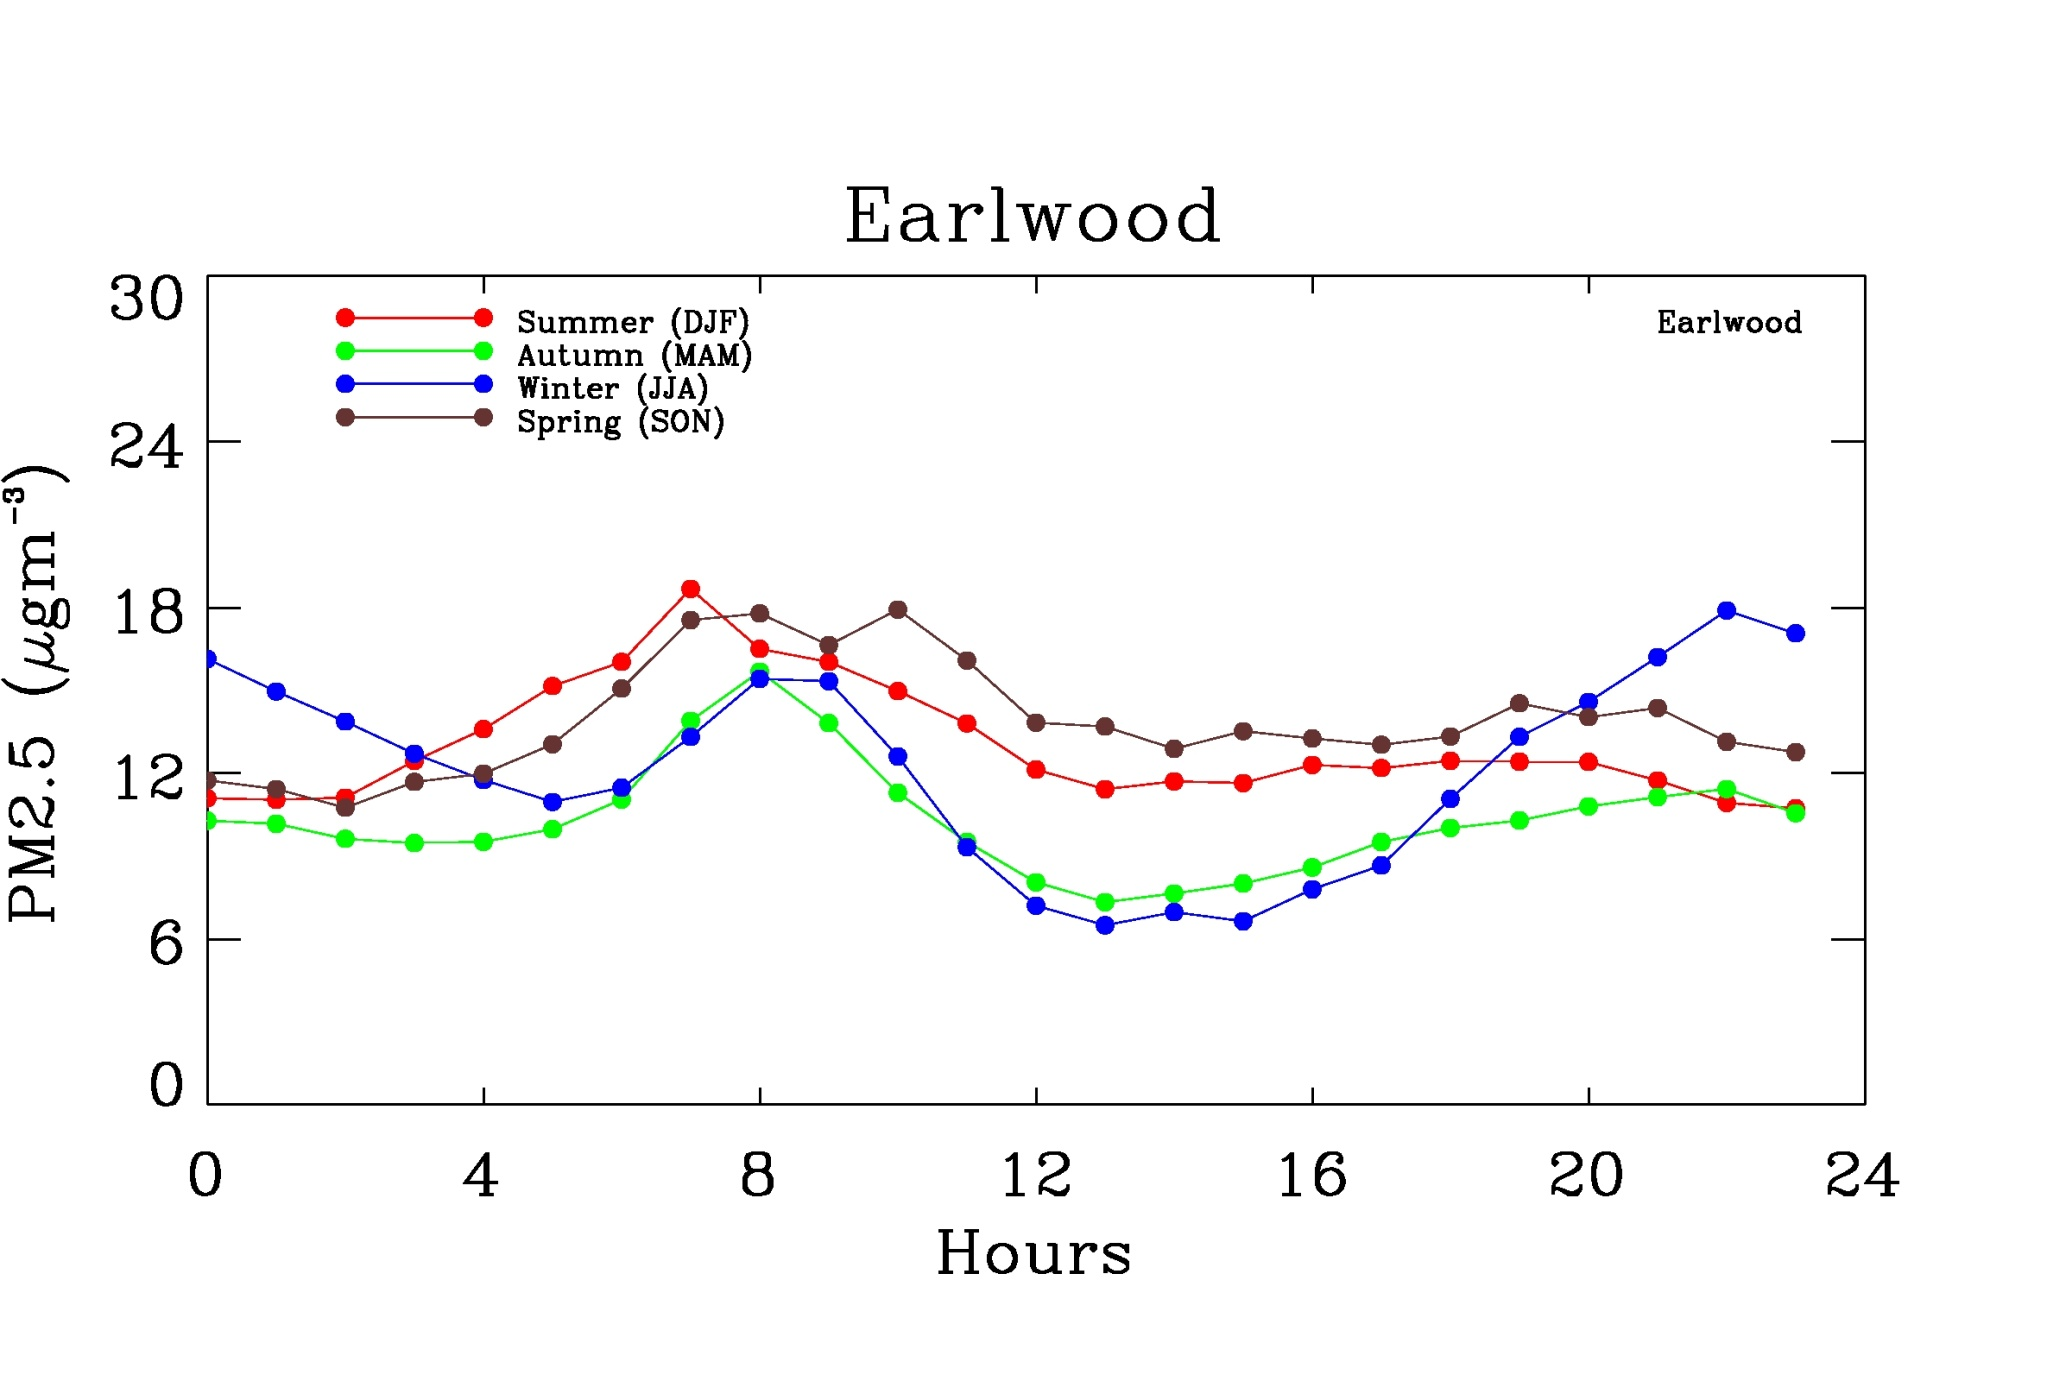 Earlwood
30
24
18
12
6
0
PM2.5 (μgm⁻³)
Summer (DJF)
Autumn (MAM)
Winter (JJA)
Spring (SON)
Earlwood
0 4 8 12 16 20 24
Hours